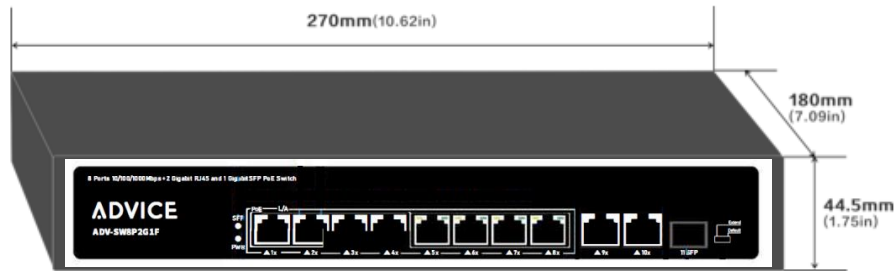 270mm(10.62in)
180mm
(7.09in)
44.5mm
(1.75in)
8 Ports 10/100/1000Mbps+2 Gigabit RJ45 and 1 Gigabit SFP PoE Switch
ADVICE
ADV-SW8P2G1F
PoE L/A
SFP
PWR
▲1x ▲2x ▲3x ▲4x ▲5x ▲6x ▲7x ▲8x ▲9x ▲10x 11 SFP
Extend
Default